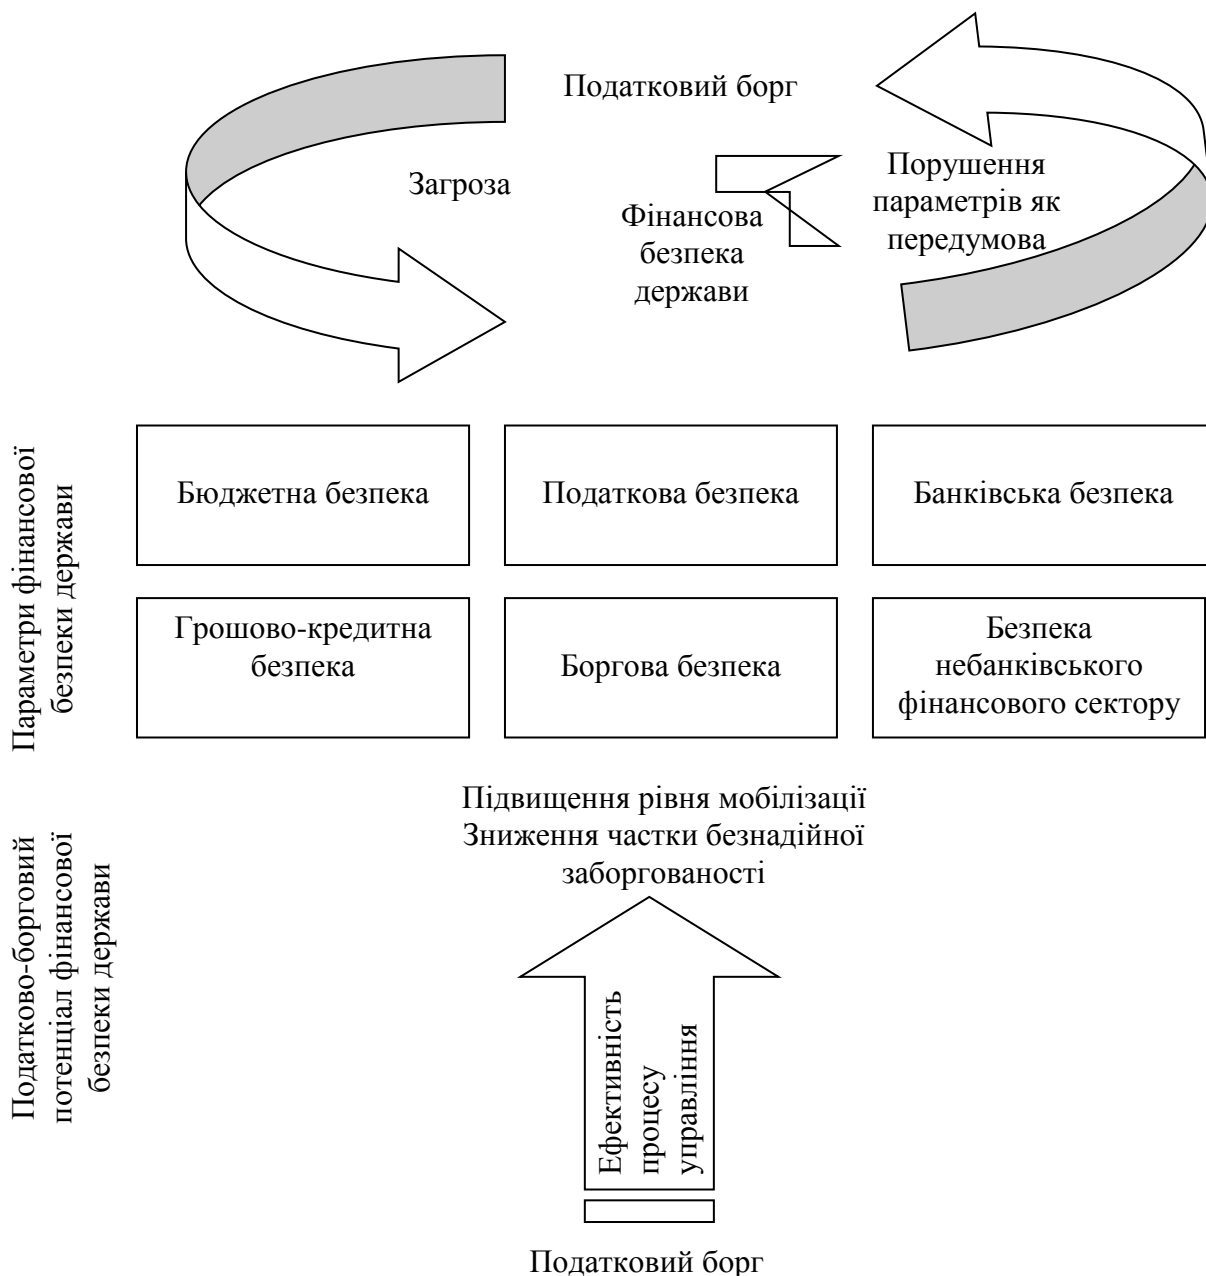 Податковий борг
Загроза
Порушення
параметрів як
передумова
Фінансова
безпека
держави
Параметри фінансової
безпеки держави
Бюджетна безпека
Податкова безпека
Банківська безпека
Грошово-кредитна
безпека
Боргова безпека
Безпека
небанківського
фінансового сектору
Податково-борговий
потенціал фінансової
безпеки держави
Підвищення рівня мобілізації
Зниження частки безнадійної
заборгованості
Ефективність
процесу
управління
Податковий борг